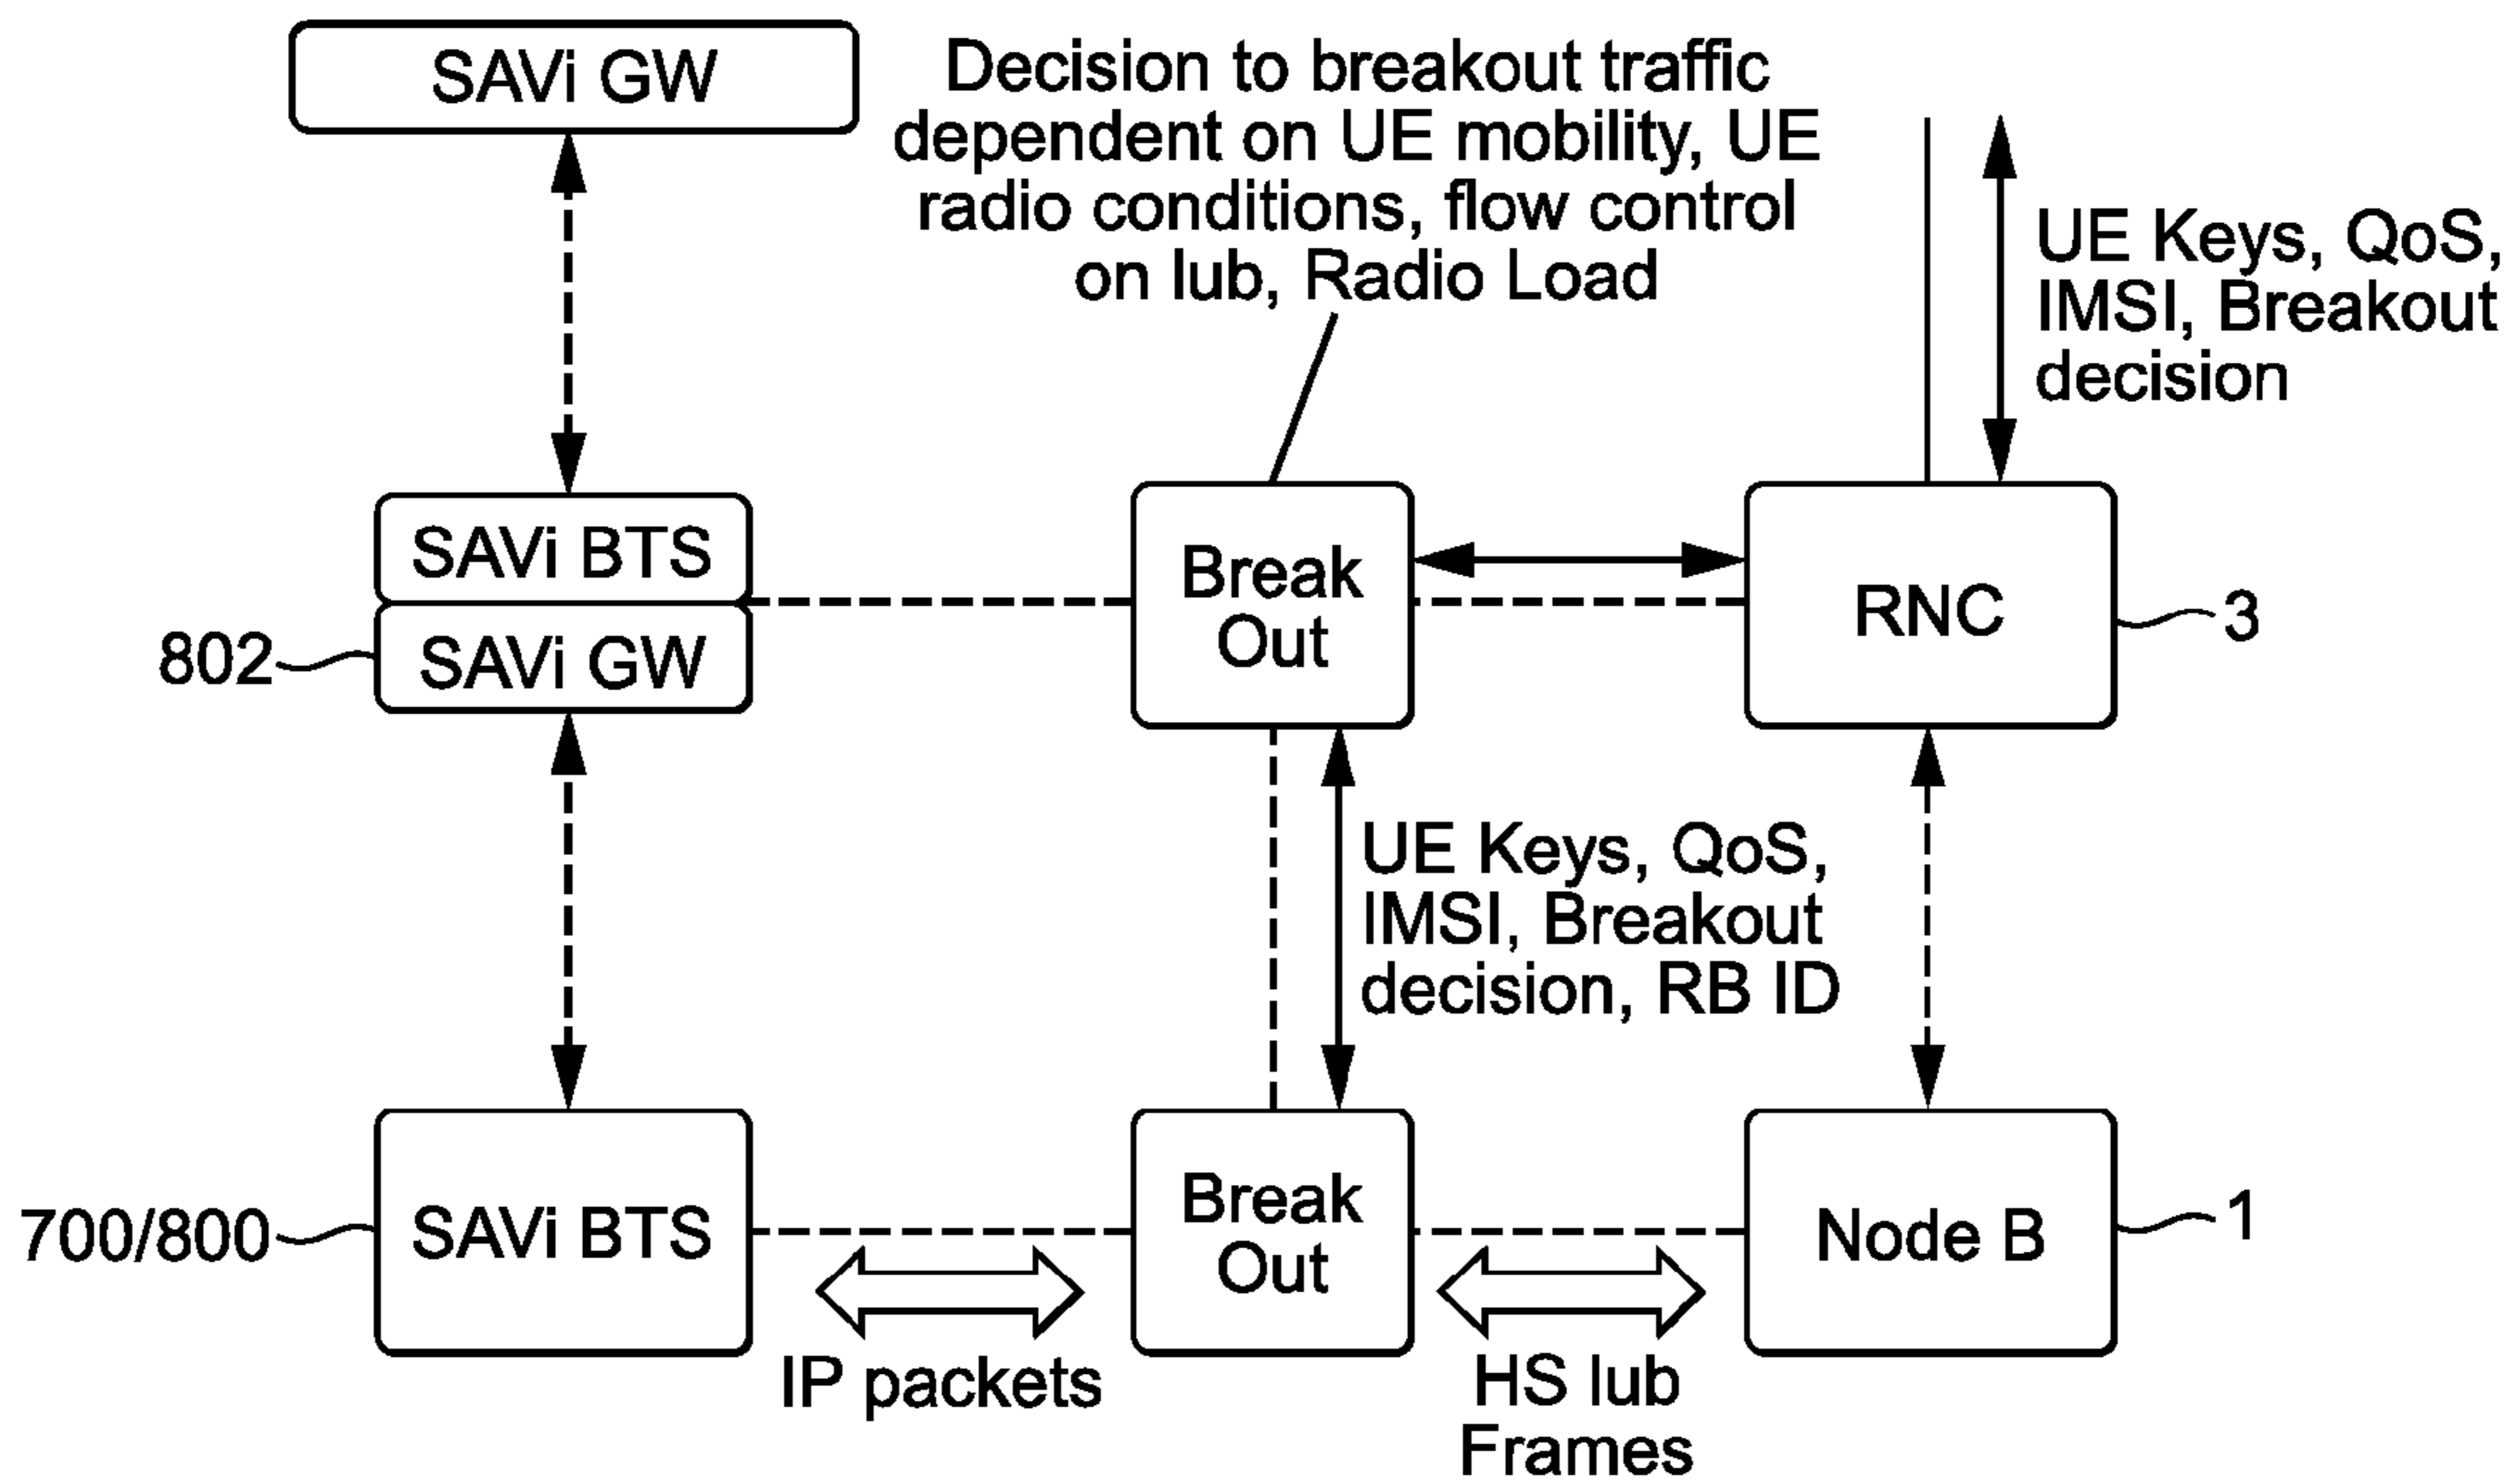 SAVi GW
Decision to breakout traffic
dependent on UE mobility, UE
radio conditions, flow control
on Iub, Radio Load
UE Keys, QoS,
IMSI, Breakout
decision
SAVi BTS
SAVi GW
802
Break
Out
RNC
3
UE Keys, QoS,
IMSI, Breakout
decision, RB ID
700/800
SAVi BTS
Break
Out
Node B
1
IP packets
HS Iub
Frames